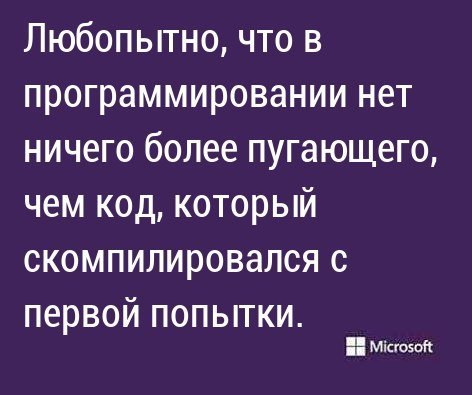 Любопытно, что в
программировании нет
ничего более пугающего,
чем код, который
скомпилировался с
первой попытки.
Microsoft